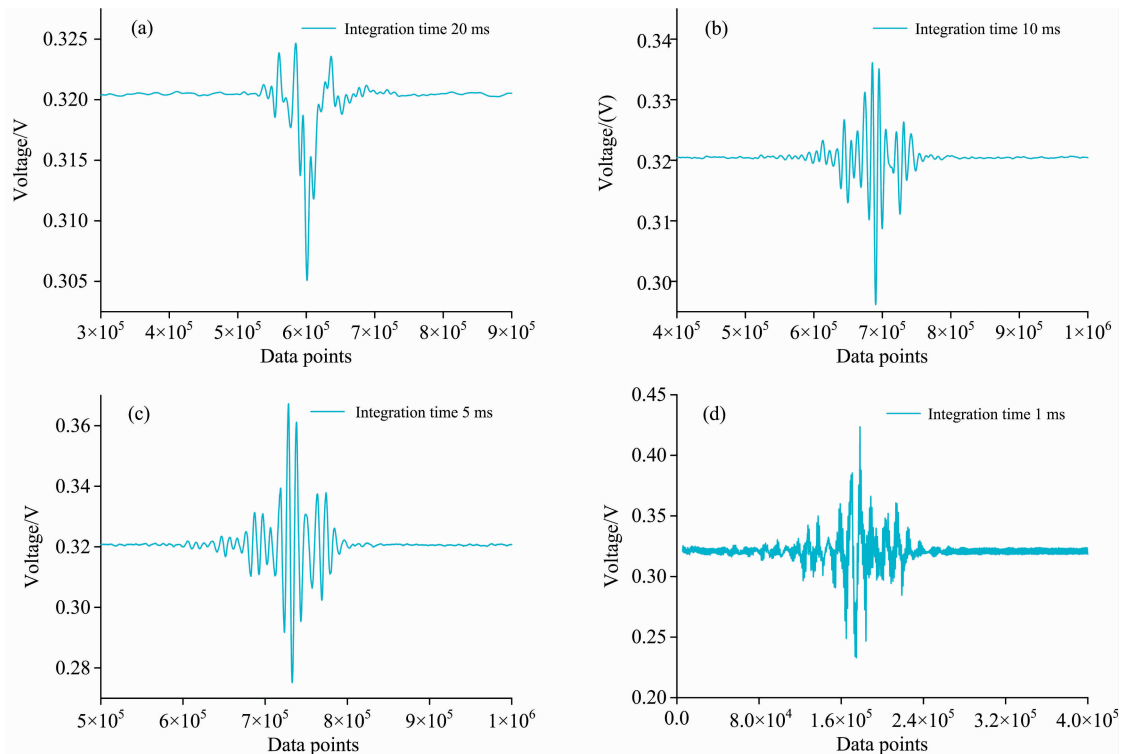 (a)
Integration time 20 ms
0.325
0.320
0.315
0.310
0.305
Voltage/V
3×10⁵ 4×10⁵ 5×10⁵ 6×10⁵ 7×10⁵ 8×10⁵ 9×10⁵
Data points
(b)
Integration time 10 ms
0.34
0.33
0.32
0.31
0.30
Voltage/(V)
4×10⁵ 5×10⁵ 6×10⁵ 7×10⁵ 8×10⁵ 9×10⁵ 1×10⁶
Data points
(c)
Integration time 5 ms
0.36
0.34
0.32
0.30
0.28
Voltage/V
5×10⁵ 6×10⁵ 7×10⁵ 8×10⁵ 9×10⁵ 1×10⁶
Data points
(d)
Integration time 1 ms
0.45
0.40
0.35
0.30
0.25
0.20
Voltage/V
0.0 8.0×10⁴ 1.6×10⁵ 2.4×10⁵ 3.2×10⁵ 4.0×10⁵
Data points